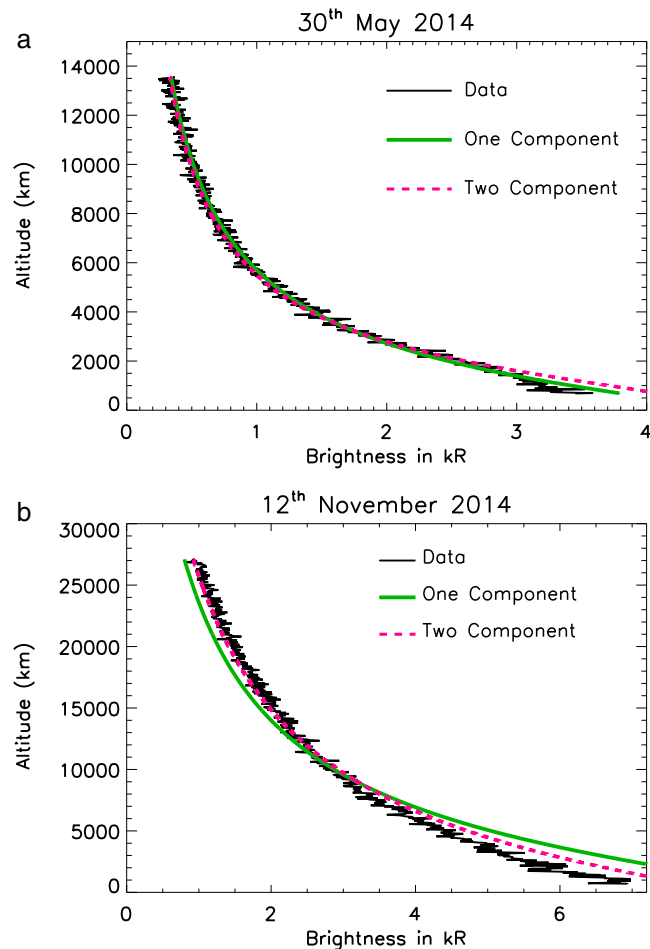 a
30th May 2014
14000
12000
10000
8000
6000
4000
2000
0
Altitude (km)
Data
One Component
Two Component
0 1 2 3 4
Brightness in kR
b
12th November 2014
30000
25000
20000
15000
10000
5000
0
Altitude (km)
Data
One Component
Two Component
0 2 4 6
Brightness in kR